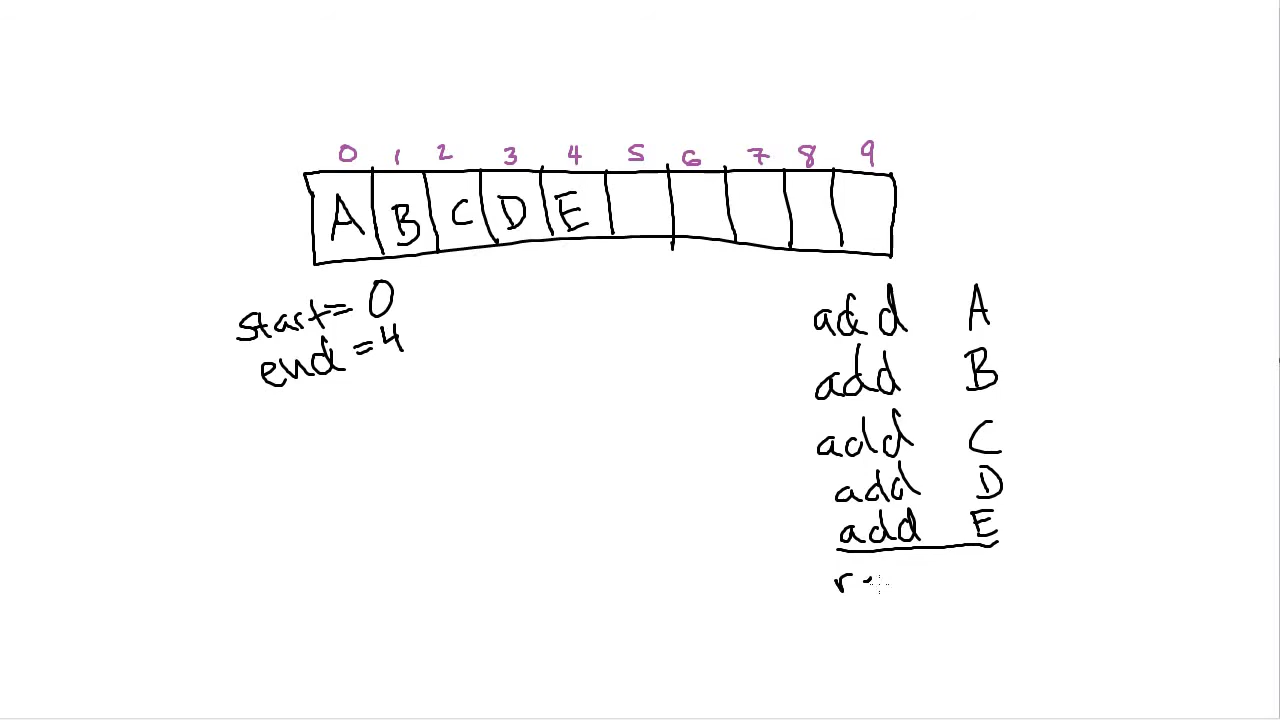 0 1 2 3 4 5 6 7 8 9
A B C D E
start = 0
end = 4
add A
add B
add C
add D
add E
r